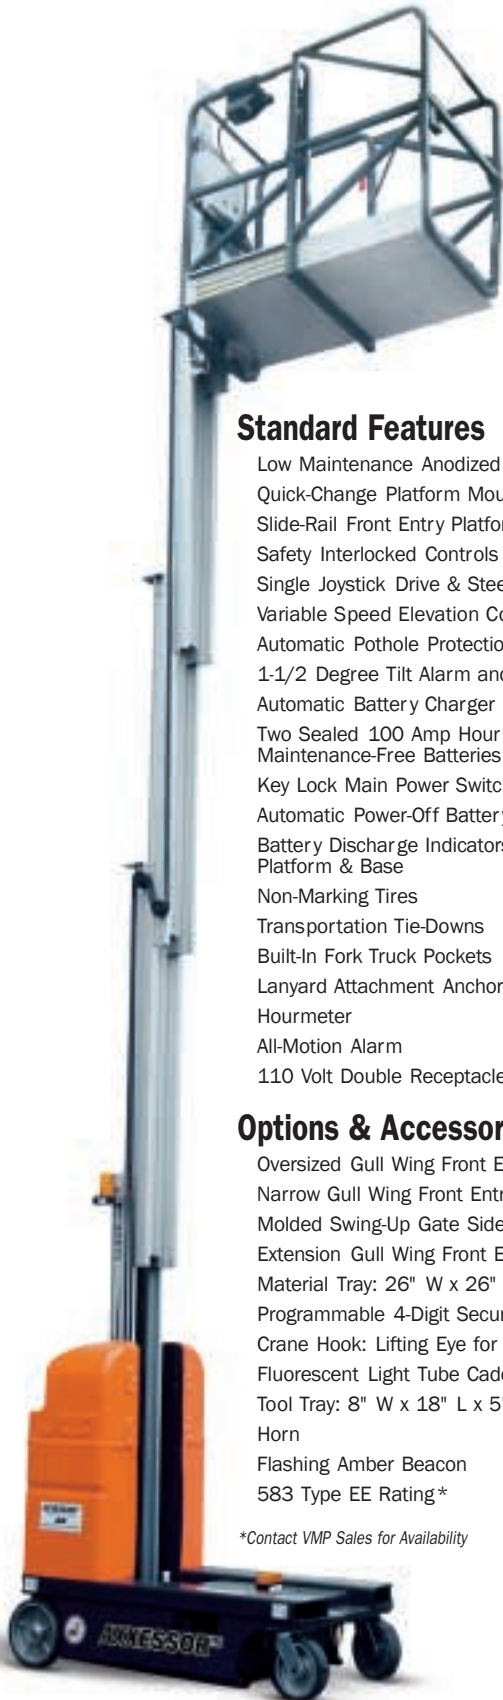 Standard Features
Low Maintenance Anodized
Quick-Change Platform Mou
Slide-Rail Front Entry Platfo
Safety Interlocked Controls
Single Joystick Drive & Stee
Variable Speed Elevation Co
Automatic Pothole Protectio
1-1/2 Degree Tilt Alarm and
Automatic Battery Charger
Two Sealed 100 Amp Hour
Maintenance-Free Batteries
Key Lock Main Power Switc
Automatic Power-Off Battery
Battery Discharge Indicators
Platform & Base
Non-Marking Tires
Transportation Tie-Downs
Built-In Fork Truck Pockets
Lanyard Attachment Anchor
Hourmeter
All-Motion Alarm
110 Volt Double Receptacle
Options & Accessor
Oversized Gull Wing Front E
Narrow Gull Wing Front Entr
Molded Swing-Up Gate Side
Extension Gull Wing Front E
Material Tray: 26" W x 26"
Programmable 4-Digit Secur
Crane Hook: Lifting Eye for
Fluorescent Light Tube Cad
Tool Tray: 8" W x 18" L x 5"
Horn
Flashing Amber Beacon
583 Type EE Rating*
*Contact VMP Sales for Availability